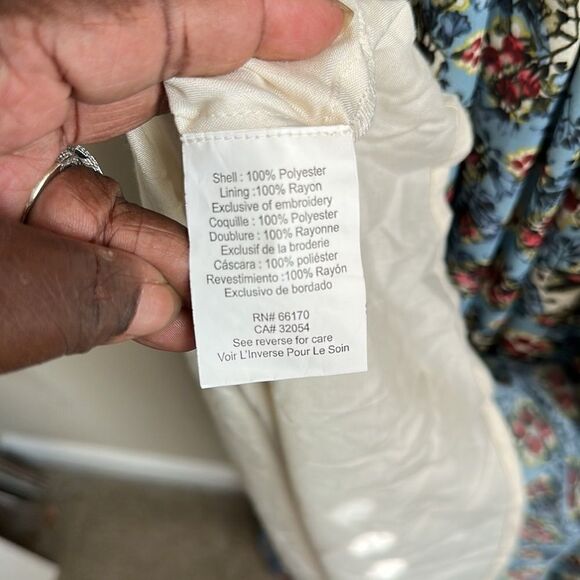 Shell : 100% Polyester
Lining :100% Rayon
Exclusive of embroidery
Coquille : 100% Polyester
Doublure : 100% Rayonne
Exclusif de la broderie
Cáscara : 100% poliéster
Revestimiento :100% Rayón
Exclusivo de bordado
RN# 66170
CA# 32054
See reverse for care
Voir L'Inverse Pour Le Soin